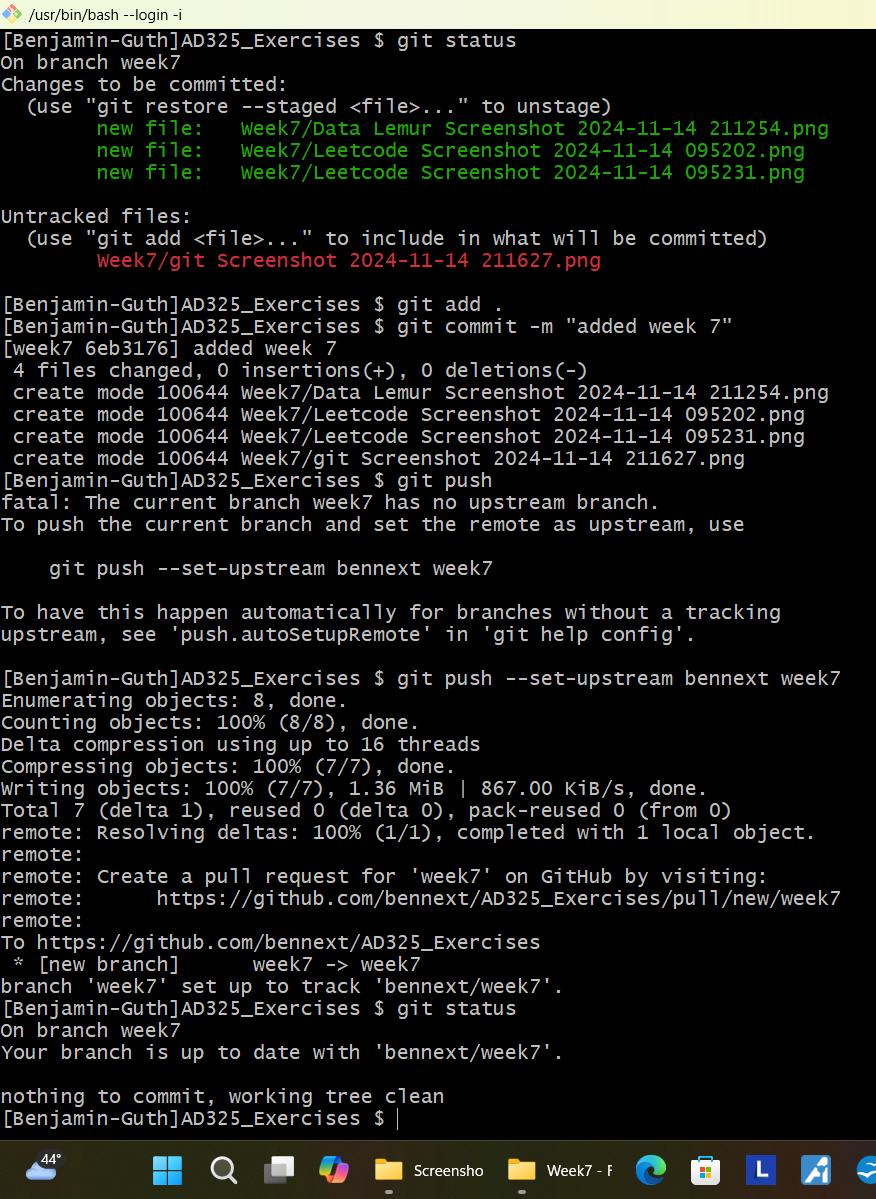 /usr/bin/bash --login -i
[Benjamin-Guth]AD325_Exercises $ git status
On branch week7
Changes to be committed:
  (use "git restore --staged <file>..." to unstage)
        new file:   Week7/Data Lemur Screenshot 2024-11-14 211254.png
        new file:   Week7/Leetcode Screenshot 2024-11-14 095202.png
        new file:   Week7/Leetcode Screenshot 2024-11-14 095231.png

Untracked files:
  (use "git add <file>..." to include in what will be committed)
        Week7/git Screenshot 2024-11-14 211627.png

[Benjamin-Guth]AD325_Exercises $ git add .
[Benjamin-Guth]AD325_Exercises $ git commit -m "added week 7"
[week7 6eb3176] added week 7
 4 files changed, 0 insertions(+), 0 deletions(-)
 create mode 100644 Week7/Data Lemur Screenshot 2024-11-14 211254.png
 create mode 100644 Week7/Leetcode Screenshot 2024-11-14 095202.png
 create mode 100644 Week7/Leetcode Screenshot 2024-11-14 095231.png
 create mode 100644 Week7/git Screenshot 2024-11-14 211627.png
[Benjamin-Guth]AD325_Exercises $ git push
fatal: The current branch week7 has no upstream branch.
To push the current branch and set the remote as upstream, use

    git push --set-upstream bennext week7

To have this happen automatically for branches without a tracking
upstream, see 'push.autoSetupRemote' in 'git help config'.

[Benjamin-Guth]AD325_Exercises $ git push --set-upstream bennext week7
Enumerating objects: 8, done.
Counting objects: 100% (8/8), done.
Delta compression using up to 16 threads
Compressing objects: 100% (7/7), done.
Writing objects: 100% (7/7), 1.36 MiB | 867.00 KiB/s, done.
Total 7 (delta 1), reused 0 (delta 0), pack-reused 0 (from 0)
remote: Resolving deltas: 100% (1/1), completed with 1 local object.
remote:
remote: Create a pull request for 'week7' on GitHub by visiting:
remote:      https://github.com/bennext/AD325_Exercises/pull/new/week7
remote:
To https://github.com/bennext/AD325_Exercises
 * [new branch]      week7 -> week7
branch 'week7' set up to track 'bennext/week7'.
[Benjamin-Guth]AD325_Exercises $ git status
On branch week7
Your branch is up to date with 'bennext/week7'.

nothing to commit, working tree clean
[Benjamin-Guth]AD325_Exercises $
44°
Screensho
Week7 - F
L